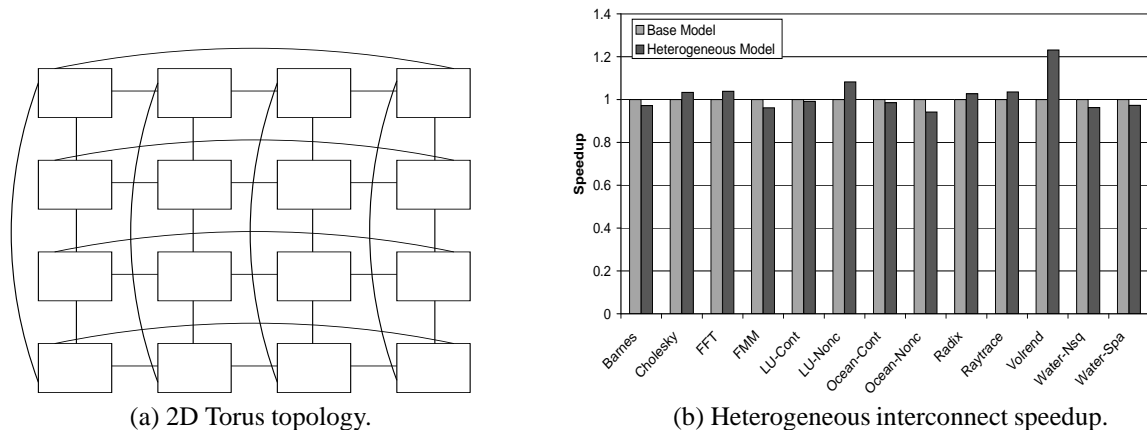 1.4
1.2
1
0.8
0.6
0.4
0.2
0
Speedup
Base Model
Heterogeneous Model
Barnes
Cholesky
FFT
FMM
LU-Cont
LU-Nonc
Ocean-Cont
Ocean-Nonc
Radix
Raytrace
Volrend
Water-Nsq
Water-Spa
(a) 2D Torus topology.
(b) Heterogeneous interconnect speedup.